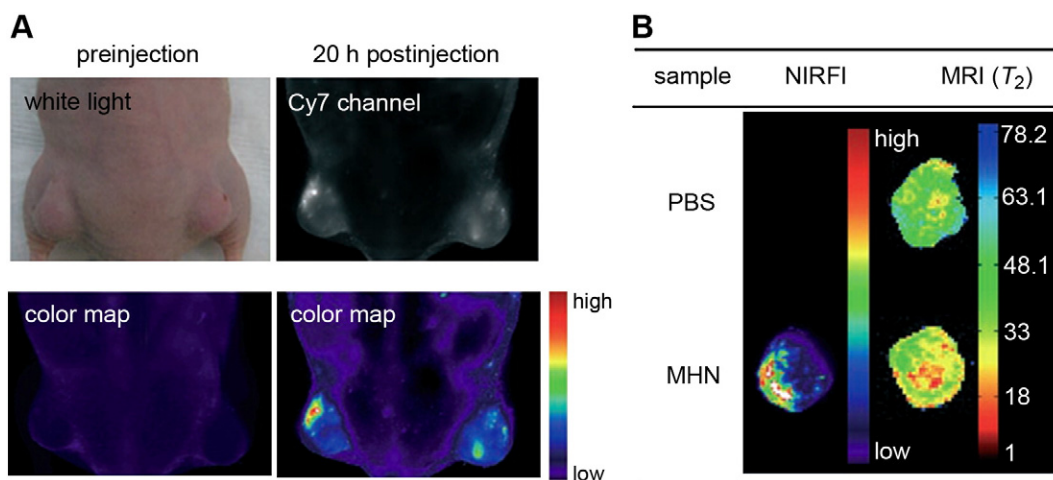 A
preinjection
20 h postinjection
white light
Cy7 channel
color map
color map
high
low
B
sample
NIRFI
MRI (T2)
PBS
MHN
high
low
78.2
63.1
48.1
33
18
1